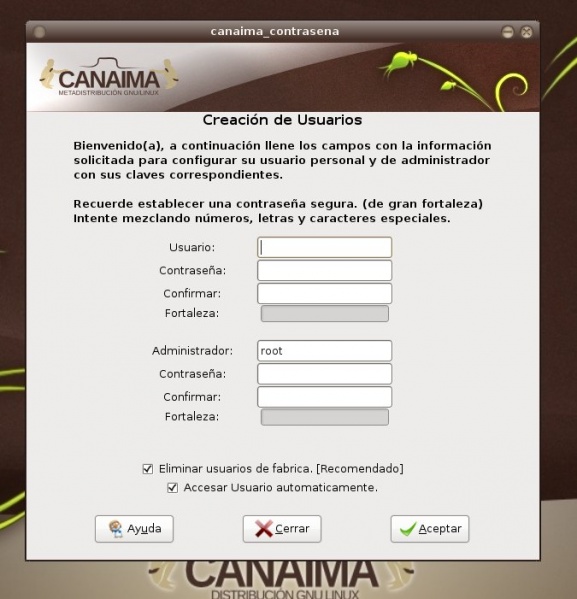 canaima_contrasena
CANAIMA
METADISTRIBUCIÓN GNU/LINUX
Creación de Usuarios
Bienvenido(a), a continuación llene los campos con la información
solicitada para configurar su usuario personal y de administrador
con sus claves correspondientes.
Recuerde establecer una contraseña segura. (de gran fortaleza)
Intente mezclando números, letras y caracteres especiales.
Usuario:
Contraseña:
Confirmar:
Fortaleza:
Administrador: root
Contraseña:
Confirmar:
Fortaleza:
Eliminar usuarios de fabrica. [Recomendado]
Accesar Usuario automaticamente.
Ayuda Cerrar Aceptar
CANAIMA
DISTRIBUCIÓN GNU/LINUX